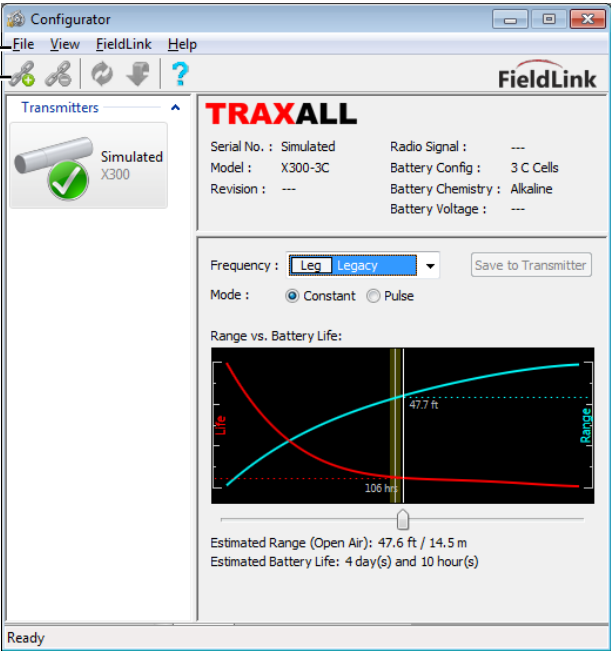 Configurator
File View FieldLink Help
FieldLink
Transmitters
Simulated
X300
TRAXALL
Serial No. : Simulated Radio Signal : ---
Model : X300-3C Battery Config : 3 C Cells
Revision : --- Battery Chemistry : Alkaline
Battery Voltage : ---
Frequency : Leg Legacy Save to Transmitter
Mode : Constant Pulse
Range vs. Battery Life:
47.7 ft
Life
Range
106 hrs
Estimated Range (Open Air): 47.6 ft / 14.5 m
Estimated Battery Life: 4 day(s) and 10 hour(s)
Ready